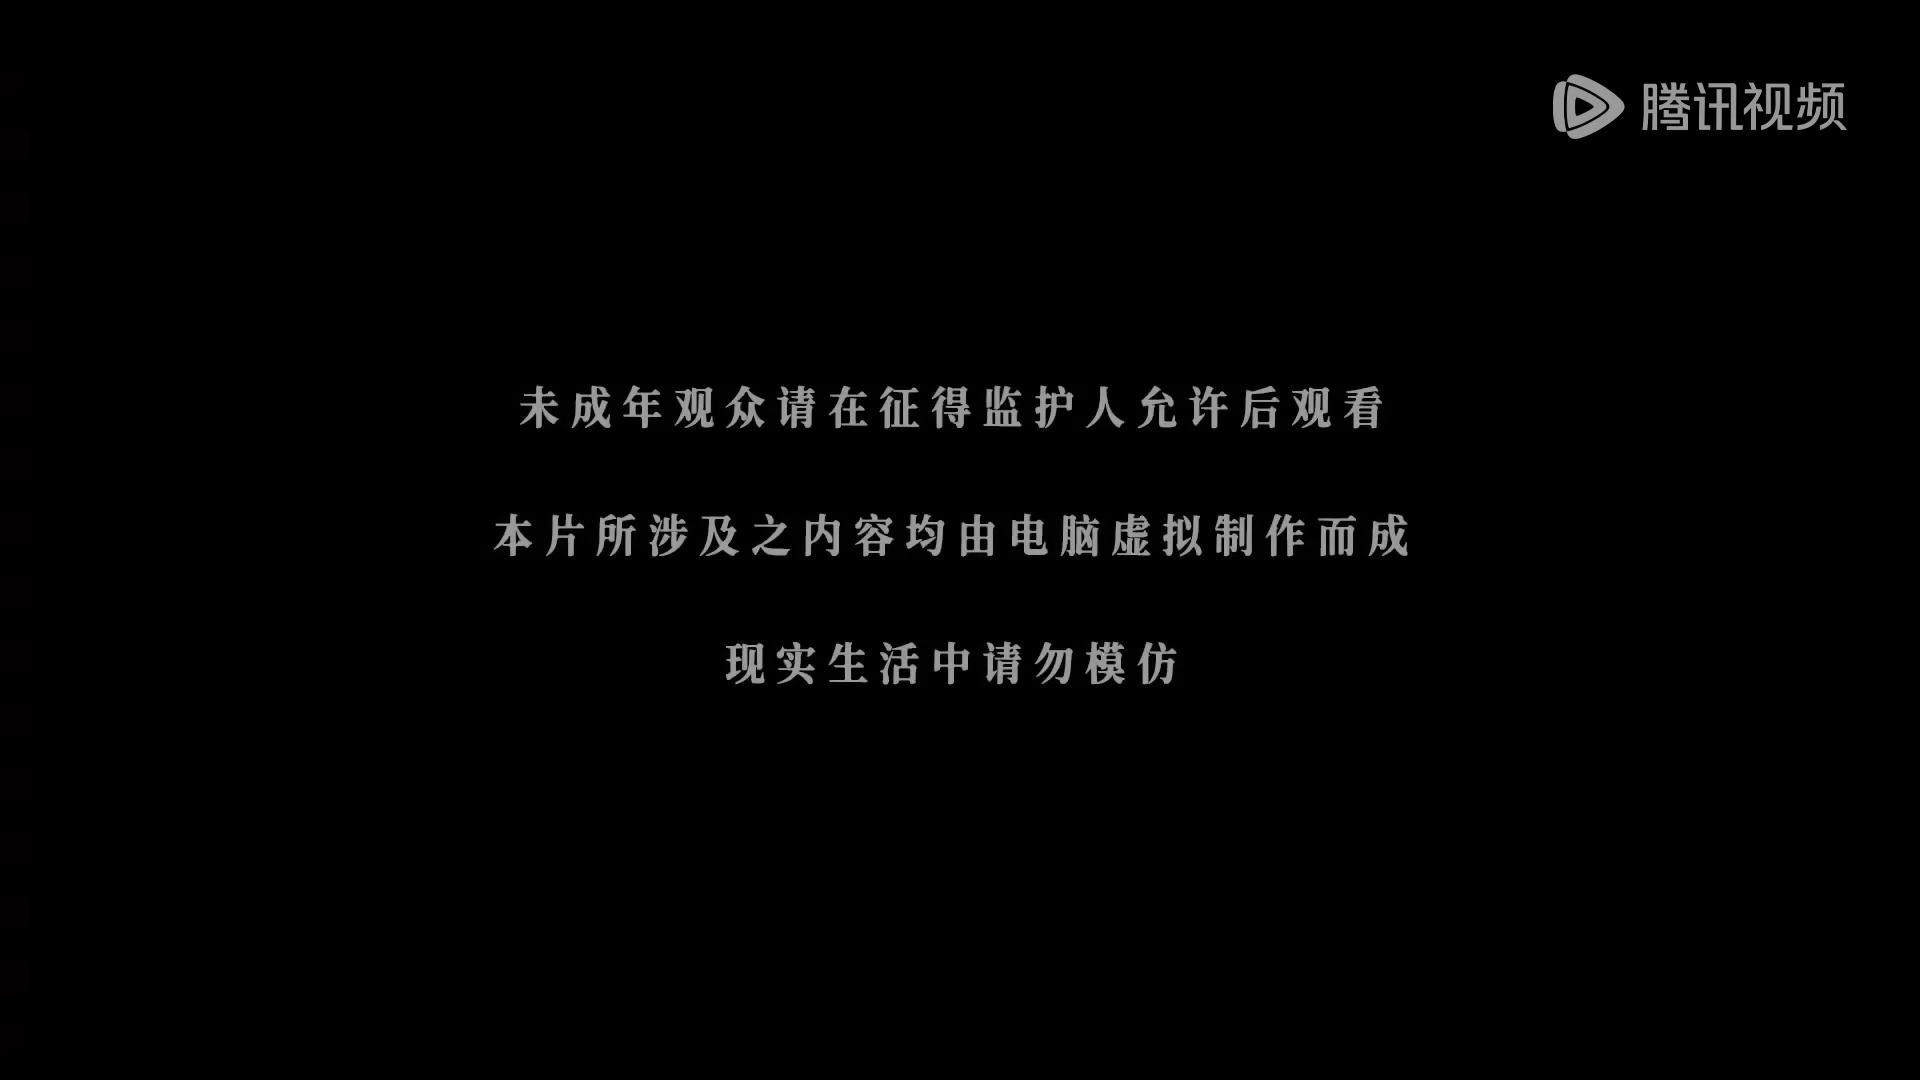 腾讯视频
未成年观众请在征得监护人允许后观看
本片所涉及之内容均由电脑虚拟制作而成
现实生活中请勿模仿